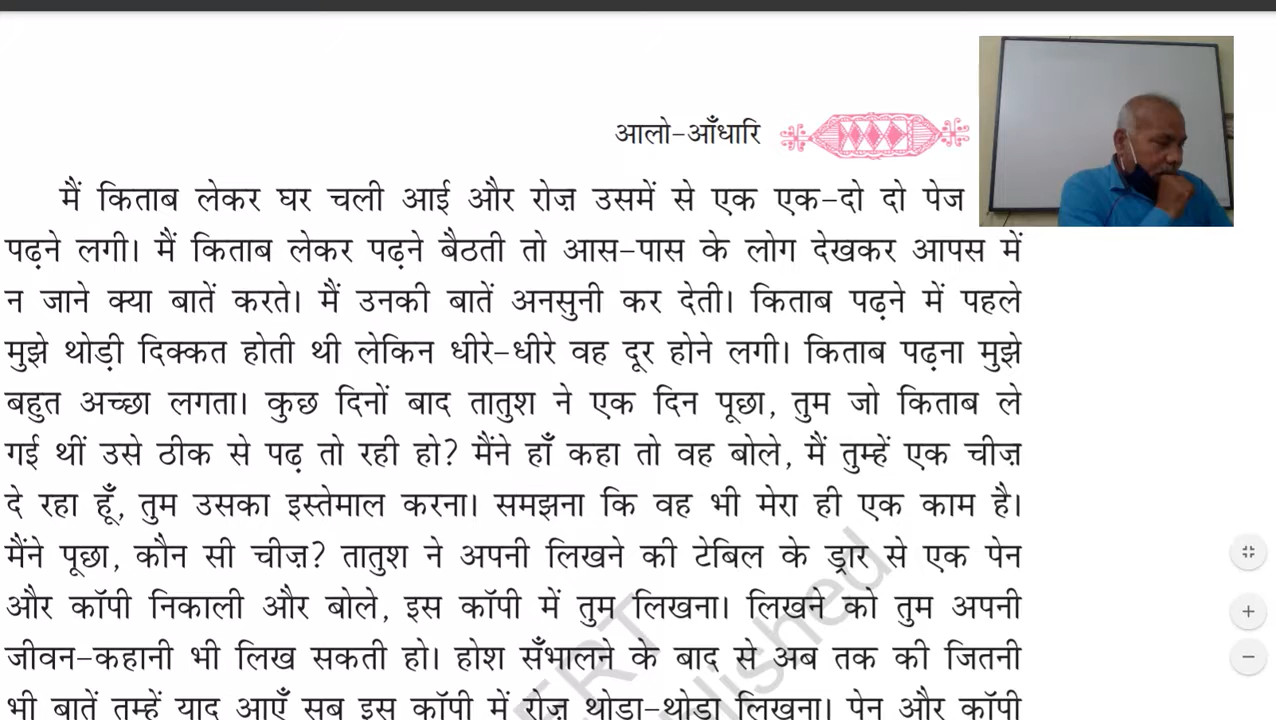 आलो-आँधारि
मैं किताब लेकर घर चली आई और रोज़ उसमें से एक एक-दो दो पेज
पढ़ने लगी। मैं किताब लेकर पढ़ने बैठती तो आस-पास के लोग देखकर आपस में
न जाने क्या बातें करते। मैं उनकी बातें अनसुनी कर देती। किताब पढ़ने में पहले
मुझे थोड़ी दिक्कत होती थी लेकिन धीरे-धीरे वह दूर होने लगी। किताब पढ़ना मुझे
बहुत अच्छा लगता। कुछ दिनों बाद तातुश ने एक दिन पूछा, तुम जो किताब ले
गई थीं उसे ठीक से पढ़ तो रही हो? मैंने हाँ कहा तो वह बोले, मैं तुम्हें एक चीज़
दे रहा हूँ, तुम उसका इस्तेमाल करना। समझना कि वह भी मेरा ही एक काम है।
मैंने पूछा, कौन सी चीज़? तातुश ने अपनी लिखने की टेबिल के ड्रार से एक पेन
और कॉपी निकाली और बोले, इस कॉपी में तुम लिखना। लिखने को तुम अपनी
जीवन-कहानी भी लिख सकती हो। होश सँभालने के बाद से अब तक की जितनी
भी बातें तुम्हें याद आएँ सब इस कॉपी में रोज़ थोड़ा-थोड़ा लिखना। पेन और कॉपी